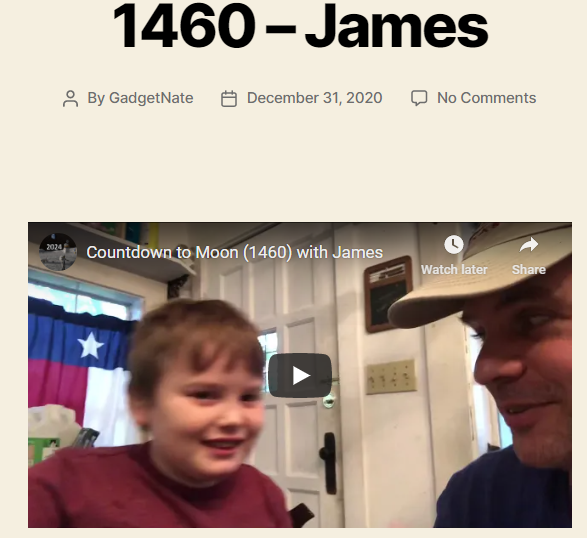 1460 – James
By GadgetNate December 31, 2020 No Comments
2024
Countdown to Moon (1460) with James
Watch later Share